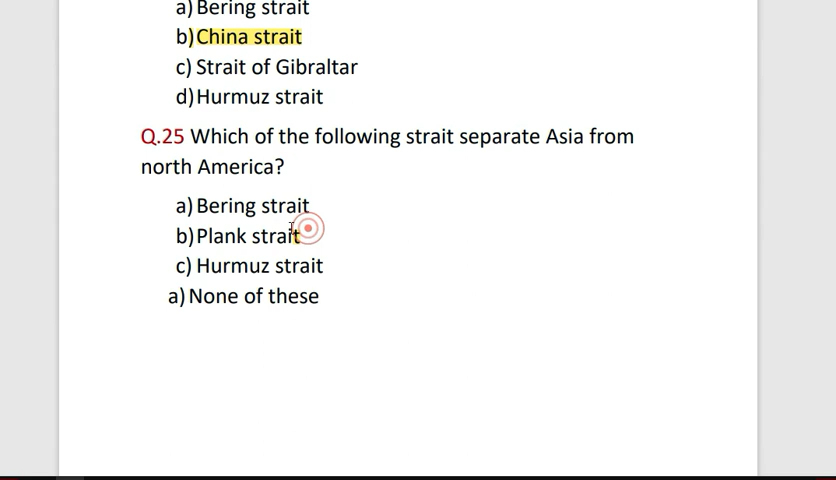 a) Bering strait
b) China strait
c) Strait of Gibraltar
d) Hurmuz strait
Q.25 Which of the following strait separate Asia from
north America?
a) Bering strait
b) Plank strait
c) Hurmuz strait
a) None of these